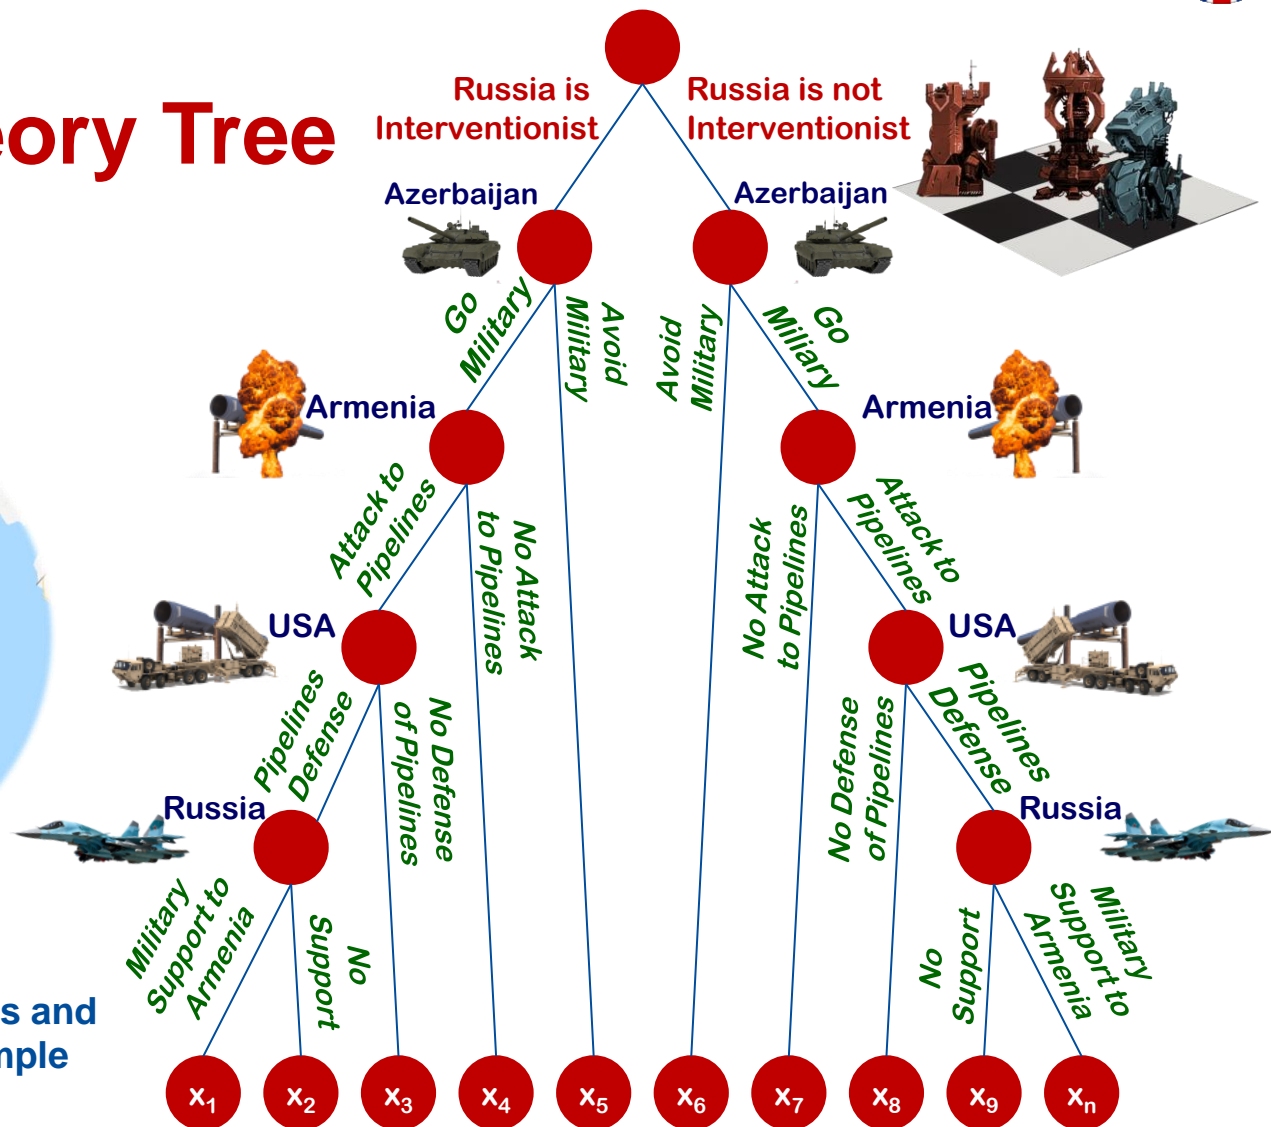 eory Tree
Russia is
Interventionist
Russia is not
Interventionist
Azerbaijan
Azerbaijan
Go
Military
Avoid
Military
Avoid
Military
Go
Miliary
Armenia
Armenia
Attack to
Pipelines
No Attack
to Pipelines
No Attack
to Pipelines
Attack to
Pipelines
USA
USA
Pipelines
Defense
No Defense
of Pipelines
No Defense
of Pipelines
Pipelines
Defense
Russia
Russia
Military
Support to
Armenia
No
Support
No
Support
Military
Support to
Armenia
s and
mple
x1 x2 x3 x4 x5 x6 x7 x8 x9 xn